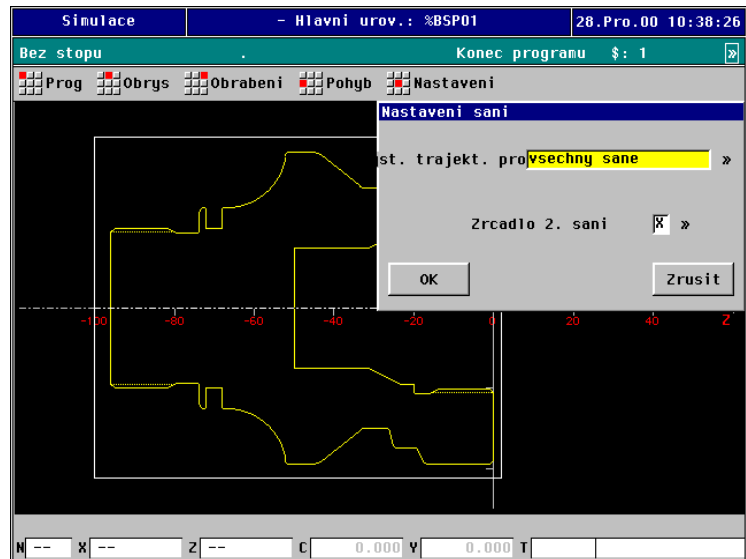 Simulace - Hlavni urov.: %BSP01 28.Pro.00 10:38:26
Bez stopu . Konec programu $: 1 »
Prog Obrys Obrabeni Pohyb Nastaveni
Nastaveni sani
st. trajekt. pro vsechny sane »
Zrcadlo 2. sani X »
OK Zrusit
-100 -80 -60 -40 -20 0 20 40 Z
N -- X -- Z -- C 0.000 Y 0.000 T